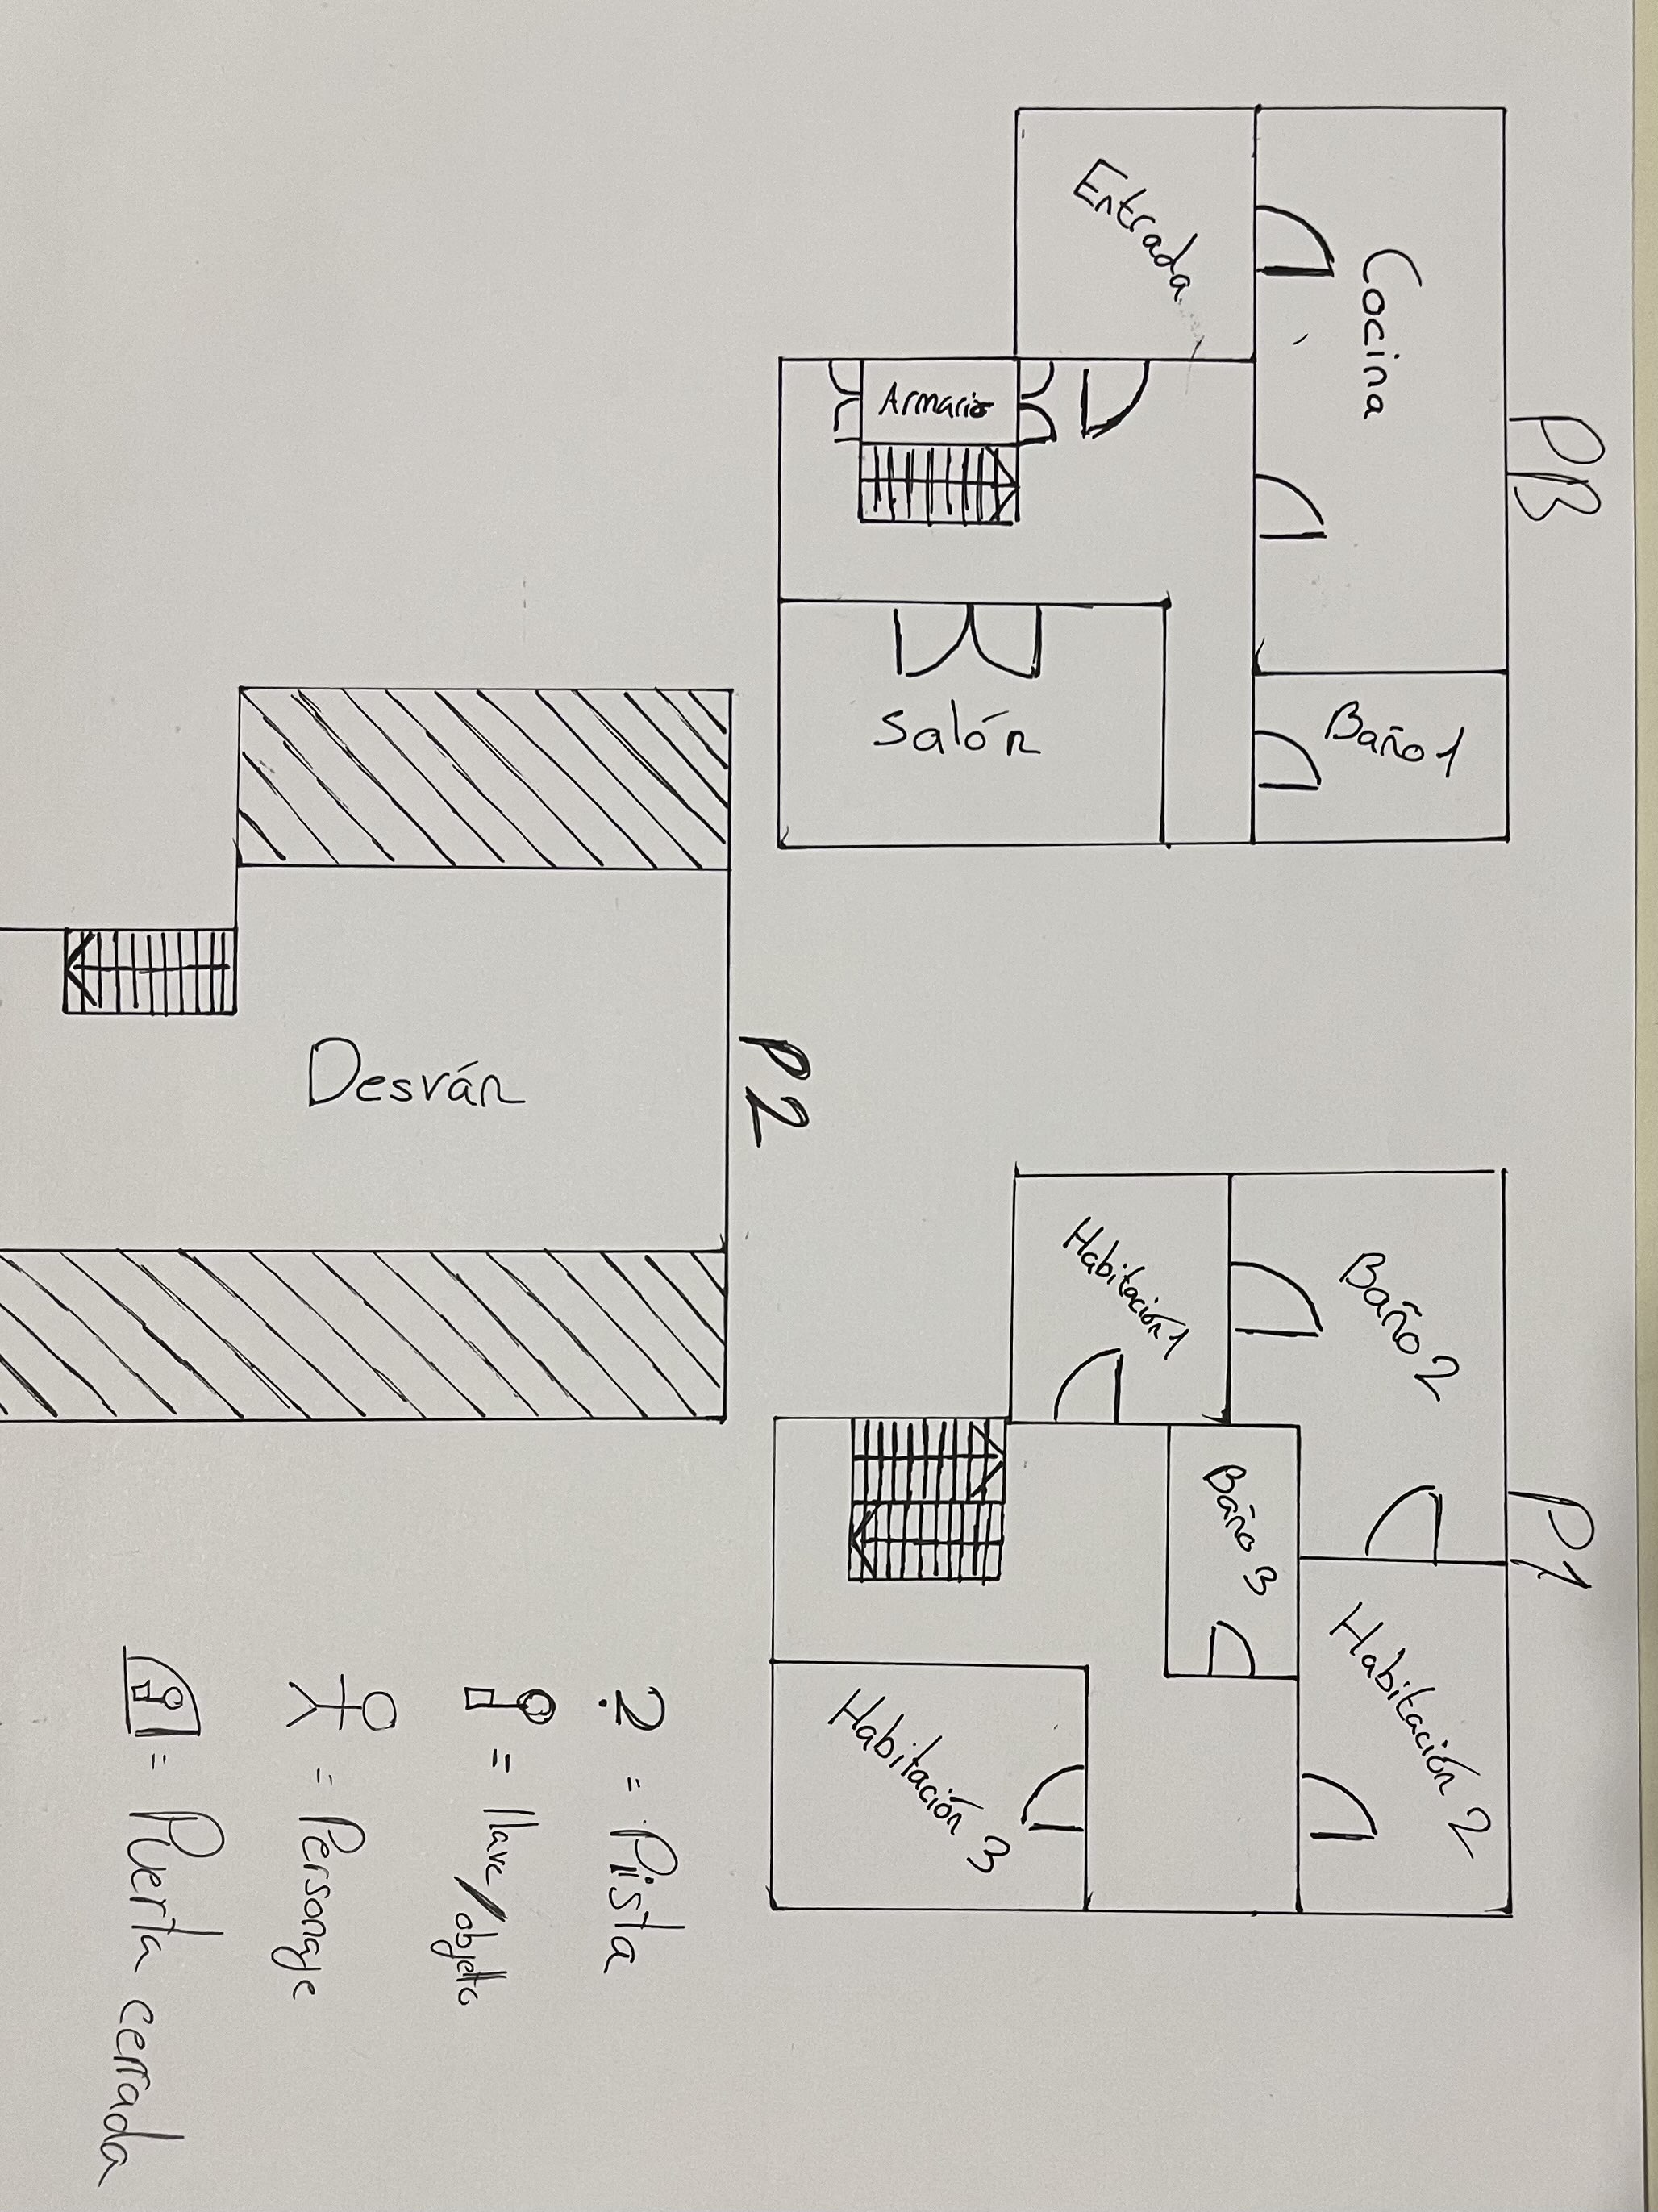 PB
Cocina
Baño 1
Entrada
Armario
Salón
P1
Baño 2
Habitación 1
Baño 3
Habitación 2
Habitación 3
P2
Desván
? = Pista
= llave/objeto
= Personaje
= Puerta cerrada